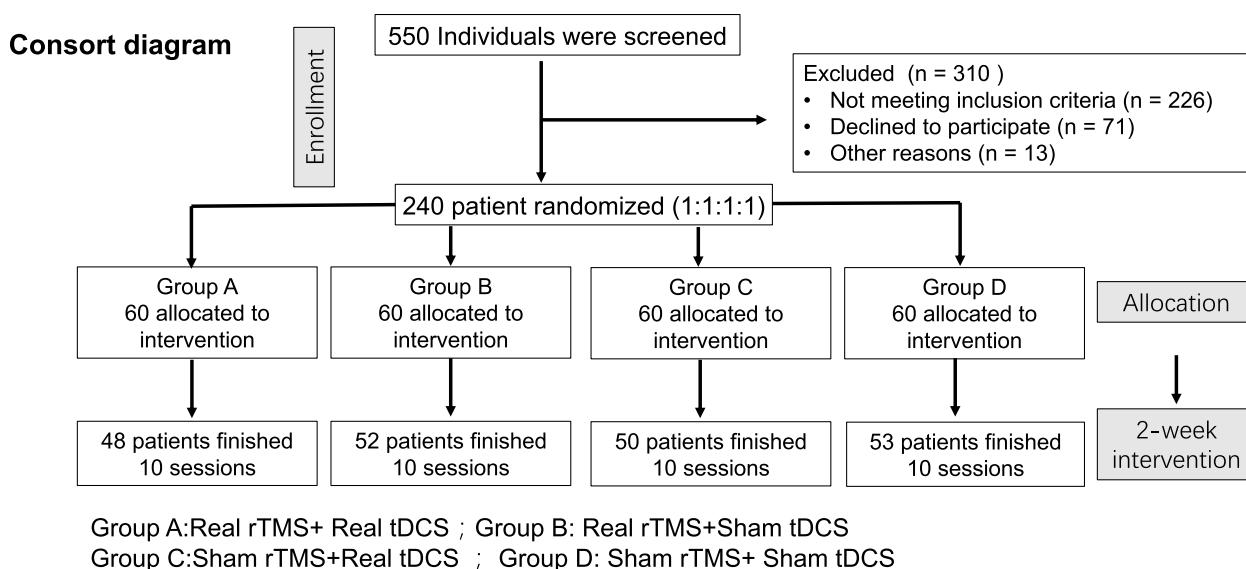 Consort diagram
Enrollment
550 Individuals were screened
Excluded (n = 310 )
• Not meeting inclusion criteria (n = 226)
• Declined to participate (n = 71)
• Other reasons (n = 13)
240 patient randomized (1:1:1:1)
Group A
60 allocated to
intervention
Group B
60 allocated to
intervention
Group C
60 allocated to
intervention
Group D
60 allocated to
intervention
Allocation
48 patients finished
10 sessions
52 patients finished
10 sessions
50 patients finished
10 sessions
53 patients finished
10 sessions
2-week
intervention
Group A:Real rTMS+ Real tDCS ; Group B: Real rTMS+Sham tDCS
Group C:Sham rTMS+Real tDCS ; Group D: Sham rTMS+ Sham tDCS